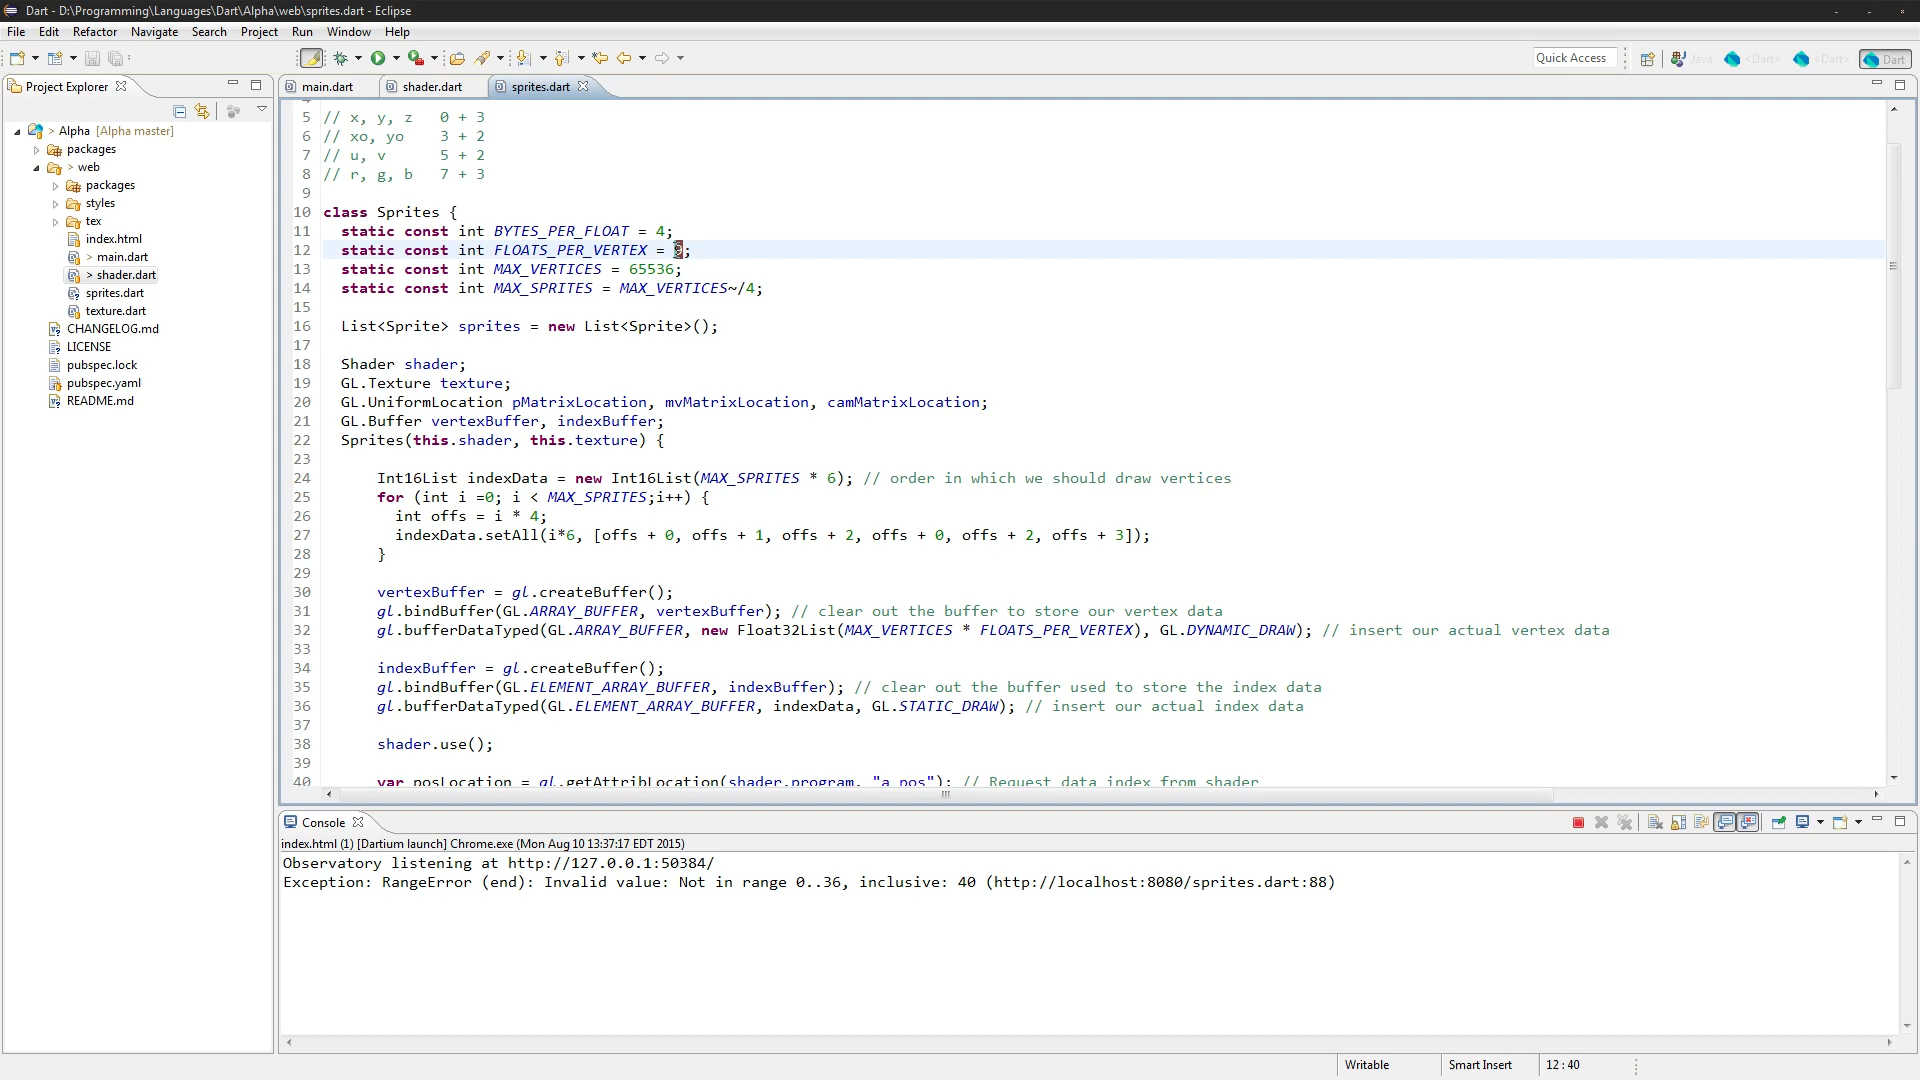 Dart - D:\Programming\Languages\Dart\Alpha\web\sprites.dart - Eclipse
File Edit Refactor Navigate Search Project Run Window Help
Quick Access Java <Dart> <Dart> Dart
Project Explorer
main.dart shader.dart sprites.dart
> Alpha [Alpha master]
packages
> web
packages
styles
tex
index.html
> main.dart
> shader.dart
sprites.dart
texture.dart
CHANGELOG.md
LICENSE
pubspec.lock
pubspec.yaml
README.md
5 // x, y, z   0 + 3
6 // xo, yo    3 + 2
7 // u, v      5 + 2
8 // r, g, b   7 + 3
9
10 class Sprites {
11   static const int BYTES_PER_FLOAT = 4;
12   static const int FLOATS_PER_VERTEX = ;
13   static const int MAX_VERTICES = 65536;
14   static const int MAX_SPRITES = MAX_VERTICES~/4;
15
16   List<Sprite> sprites = new List<Sprite>();
17
18   Shader shader;
19   GL.Texture texture;
20   GL.UniformLocation pMatrixLocation, mvMatrixLocation, camMatrixLocation;
21   GL.Buffer vertexBuffer, indexBuffer;
22   Sprites(this.shader, this.texture) {
23
24       Int16List indexData = new Int16List(MAX_SPRITES * 6); // order in which we should draw vertices
25       for (int i =0; i < MAX_SPRITES;i++) {
26         int offs = i * 4;
27         indexData.setAll(i*6, [offs + 0, offs + 1, offs + 2, offs + 0, offs + 2, offs + 3]);
28       }
29
30       vertexBuffer = gl.createBuffer();
31       gl.bindBuffer(GL.ARRAY_BUFFER, vertexBuffer); // clear out the buffer to store our vertex data
32       gl.bufferDataTyped(GL.ARRAY_BUFFER, new Float32List(MAX_VERTICES * FLOATS_PER_VERTEX), GL.DYNAMIC_DRAW); // insert our actual vertex data
33
34       indexBuffer = gl.createBuffer();
35       gl.bindBuffer(GL.ELEMENT_ARRAY_BUFFER, indexBuffer); // clear out the buffer used to store the index data
36       gl.bufferDataTyped(GL.ELEMENT_ARRAY_BUFFER, indexData, GL.STATIC_DRAW); // insert our actual index data
37
38       shader.use();
39
40       var posLocation = gl.getAttribLocation(shader.program, "a_pos"); // Request data index from shader
Console
index.html (1) [Dartium launch] Chrome.exe (Mon Aug 10 13:37:17 EDT 2015)
Observatory listening at http://127.0.0.1:50384/
Exception: RangeError (end): Invalid value: Not in range 0..36, inclusive: 40 (http://localhost:8080/sprites.dart:88)
Writable Smart Insert 12 : 40